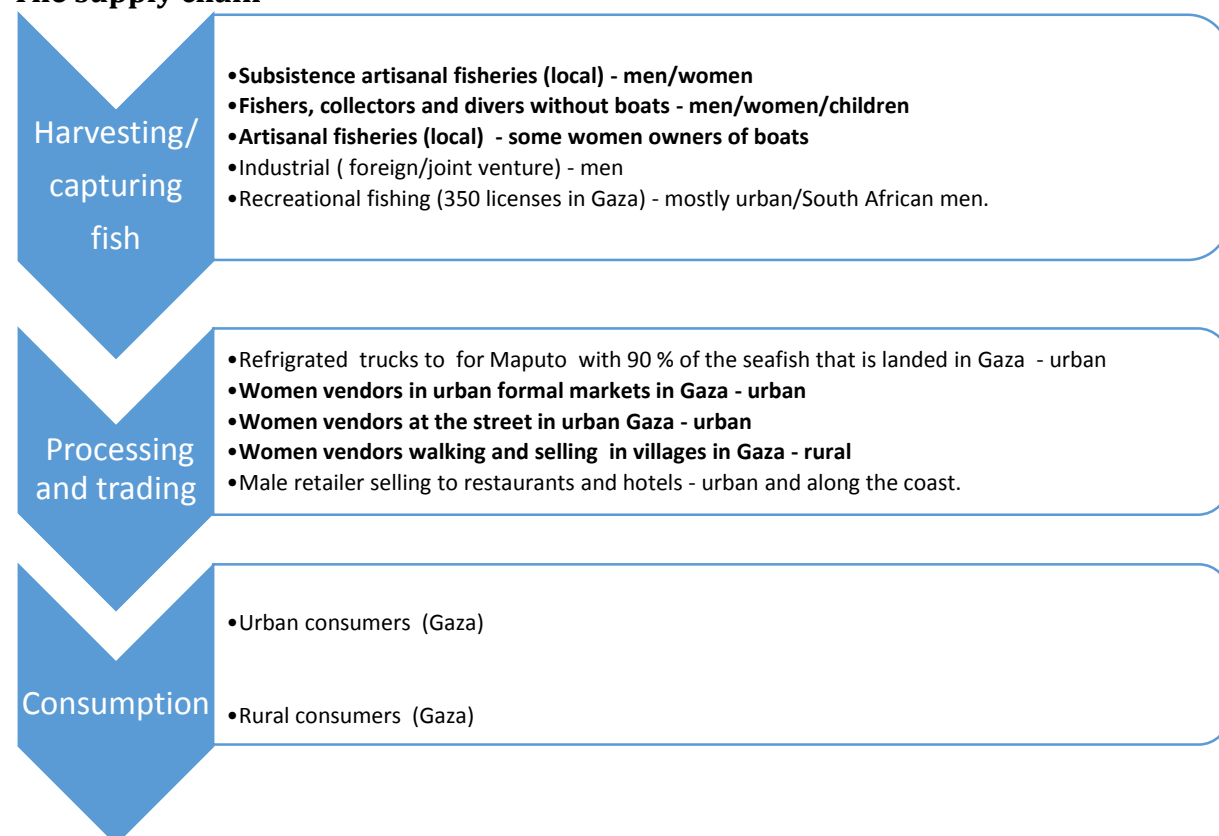 The supply chain
Harvesting/
capturing
fish
•Subsistence artisanal fisheries (local) - men/women
•Fishers, collectors and divers without boats - men/women/children
•Artisanal fisheries (local) - some women owners of boats
•Industrial ( foreign/joint venture) - men
•Recreational fishing (350 licenses in Gaza) - mostly urban/South African men.
Processing
and trading
•Refrigrated trucks to for Maputo with 90 % of the seafish that is landed in Gaza - urban
•Women vendors in urban formal markets in Gaza - urban
•Women vendors at the street in urban Gaza - urban
•Women vendors walking and selling in villages in Gaza - rural
•Male retailer selling to restaurants and hotels - urban and along the coast.
Consumption
•Urban consumers (Gaza)
•Rural consumers (Gaza)